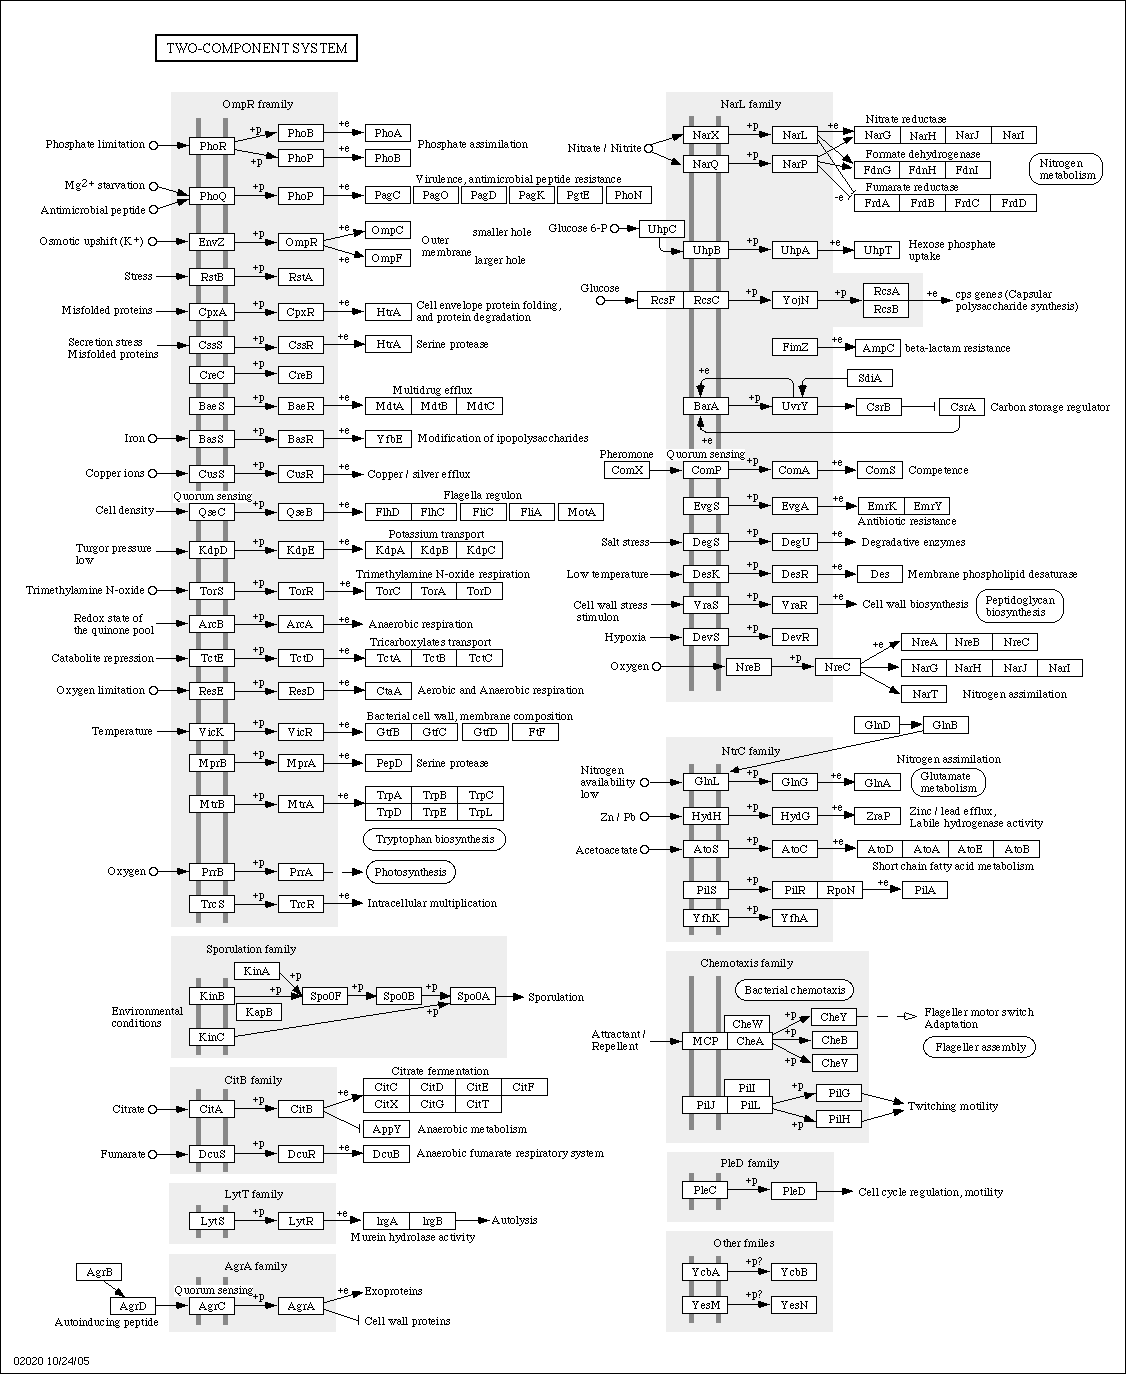 TWO-COMPONENT SYSTEM
OmpR framily
Phosphate limitation
PhoR
+p
+p
PhoB
PhoP
+e
PhoA
PhoB
Phosphate assimilation
Mg2+ starvation
Antimicrobial peptide
PhoQ
+p
PhoP
+e
Virulence, antimicrobial peptide resistance
PagC PagO PagD PagK PgtE PhoN
Osmotic upshift (K+)
EnvZ
+p
OmpR
+e
+e
OmpC
OmpF
Outer
membrane
smaller hole
larger hole
Stress
RstB
+p
RstA
Misfolded proteins
CpxA
+p
CpxR
+e
HtrA
Cell envelope protein folding,
and protein degradation
Secretion stress
Misfolded proteins
CssS
+p
CssR
+e
HtrA
Serine protease
CreC
+p
CreB
BaeS
+p
BaeR
+e
Multidrug efflux
MdtA MdtB MdtC
Iron
BasS
+p
BasR
+e
YfbE
Modification of ipopolysaccharides
Copper ions
CusS
+p
CusR
+e
Copper / silver efflux
Quorum sensing
Cell density
QseC
+p
QseB
+e
Flagella regulon
FlhD FlhC FliC FliA MotA
Turgor pressure
low
KdpD
+p
KdpE
+e
Potassium transport
KdpA KdpB KdpC
Trimethylamine N-oxide
TorS
+p
TorR
+e
Trimethylamine N-oxide respiration
TorC TorA TorD
Redox state of
the quinone pool
ArcB
+p
ArcA
+e
Anaerobic respiration
Catabolite repression
TctE
+p
TctD
+e
Tricarboxylates transport
TctA TctB TctC
Oxygen limitation
ResE
+p
ResD
+e
CtaA
Aerobic and Anaerobic respiration
Temperature
VicK
+p
VicR
+e
Bacterial cell wall, membrane composition
GtfB GtfC GtfD FtF
MprB
+p
MprA
+e
PepD
Serine protease
MtrB
+p
MtrA
+e
TrpA TrpB TrpC
TrpD TrpE TrpL
Tryptophan biosynthesis
Oxygen
PrrB
+p
PrrA
Photosynthesis
TrcS
+p
TrcR
+e
Intracellular multiplication
Sporulation family
Environmental
conditions
KinA
KinB
KapB
KinC
+p
+p
Spo0F
+p
Spo0B
+p
+p
Spo0A
Sporulation
CitB family
Citrate
CitA
+p
CitB
+e
Citrate fermentation
CitC CitD CitE CitF
CitX CitG CitT
AppY
Anaerobic metabolism
Fumarate
DcuS
+p
DcuR
+e
DcuB
Anaerobic fumarate respiratory system
LytT family
LytS
+p
LytR
+e
IrgA IrgB
Autolysis
Murein hydrolase activity
AgrA family
AgrB
AgrD
Autoinducing peptide
Quorum sensing
AgrC
+p
AgrA
+e
Exoproteins
Cell wall proteins
02020 10/24/05
NarL family
Nitrate / Nitrite
NarX
+p
NarL
NarQ
+p
NarP
+e
-e
Nitrate reductase
NarG NarH NarJ NarI
Formate dehydrogenase
FdnG FdnH FdnI
Fumarate reductase
FrdA FrdB FrdC FrdD
Nitrogen
metabolism
Glucose 6-P
UhpC
UhpB
+p
UhpA
+e
UhpT
Hexose phosphate
uptake
Glucose
RcsF RcsC
+p
YojN
+p
RcsA
RcsB
+e
cps genes (Capsular
polysaccharide synthesis)
FimZ
+e
AmpC
beta-lactam resistance
SdiA
+e
BarA
+p
UvrY
CsrB
CsrA
Carbon storage regulator
+e
Pheromone
ComX
Quorum sensing
ComP
+p
ComA
+e
ComS
Competence
EvgS
+p
EvgA
+e
EmrK EmrY
Antibiotic resistance
Salt stress
DegS
+p
DegU
+e
Degradative enzymes
Low temperature
DesK
+p
DesR
+e
Des
Membrane phospholipid desaturase
Cell wall stress
stimulon
VraS
+p
VraR
+e
Cell wall biosynthesis
Peptidoglycan
biosynthesis
Hypoxia
DevS
+p
DevR
Oxygen
NreB
+p
NreC
+e
NreA NreB NreC
NarG NarH NarJ NarI
NarT
Nitrogen assimilation
GlnD
GlnB
NtrC family
Nitrogen
availability
low
GlnL
+p
GlnG
+e
GlnA
Nitrogen assimilation
Glutamate
metabolism
Zn / Pb
HydH
+p
HydG
+e
ZraP
Zinc / lead efflux,
Labile hydrogenase activity
Acetoacetate
AtoS
+p
AtoC
+e
AtoD AtoA AtoE AtoB
Short chain fatty acid metabolism
PilS
+p
PilR RpoN
+e
PilA
YfhK
+p
YfhA
Chemotaxis family
Bacterial chemotaxis
Attractant /
Repellent
MCP
CheW
CheA
+p
+p
+p
CheY
CheB
CheV
Flageller motor switch
Adaptation
Flageller assembly
PilJ
PilI
PilL
+p
+p
PilG
PilH
Twitching motility
PleD family
PleC
+p
PleD
Cell cycle regulation, motility
Other fmiles
YcbA
+p?
YcbB
YesM
+p?
YesN